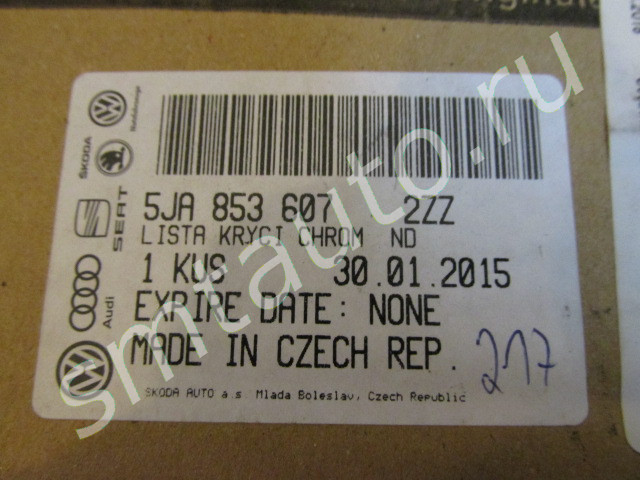 5JA 853 607 2ZZ
LISTA KRYCI CHROM ND
1 KUS 30.01.2015
EXPIRE DATE: NONE
MADE IN CZECH REP.
217
SKODA AUTO a.s. Mlada Boleslav, Czech Republic
ŠKODA
SEAT
Audi
smtauto.ru